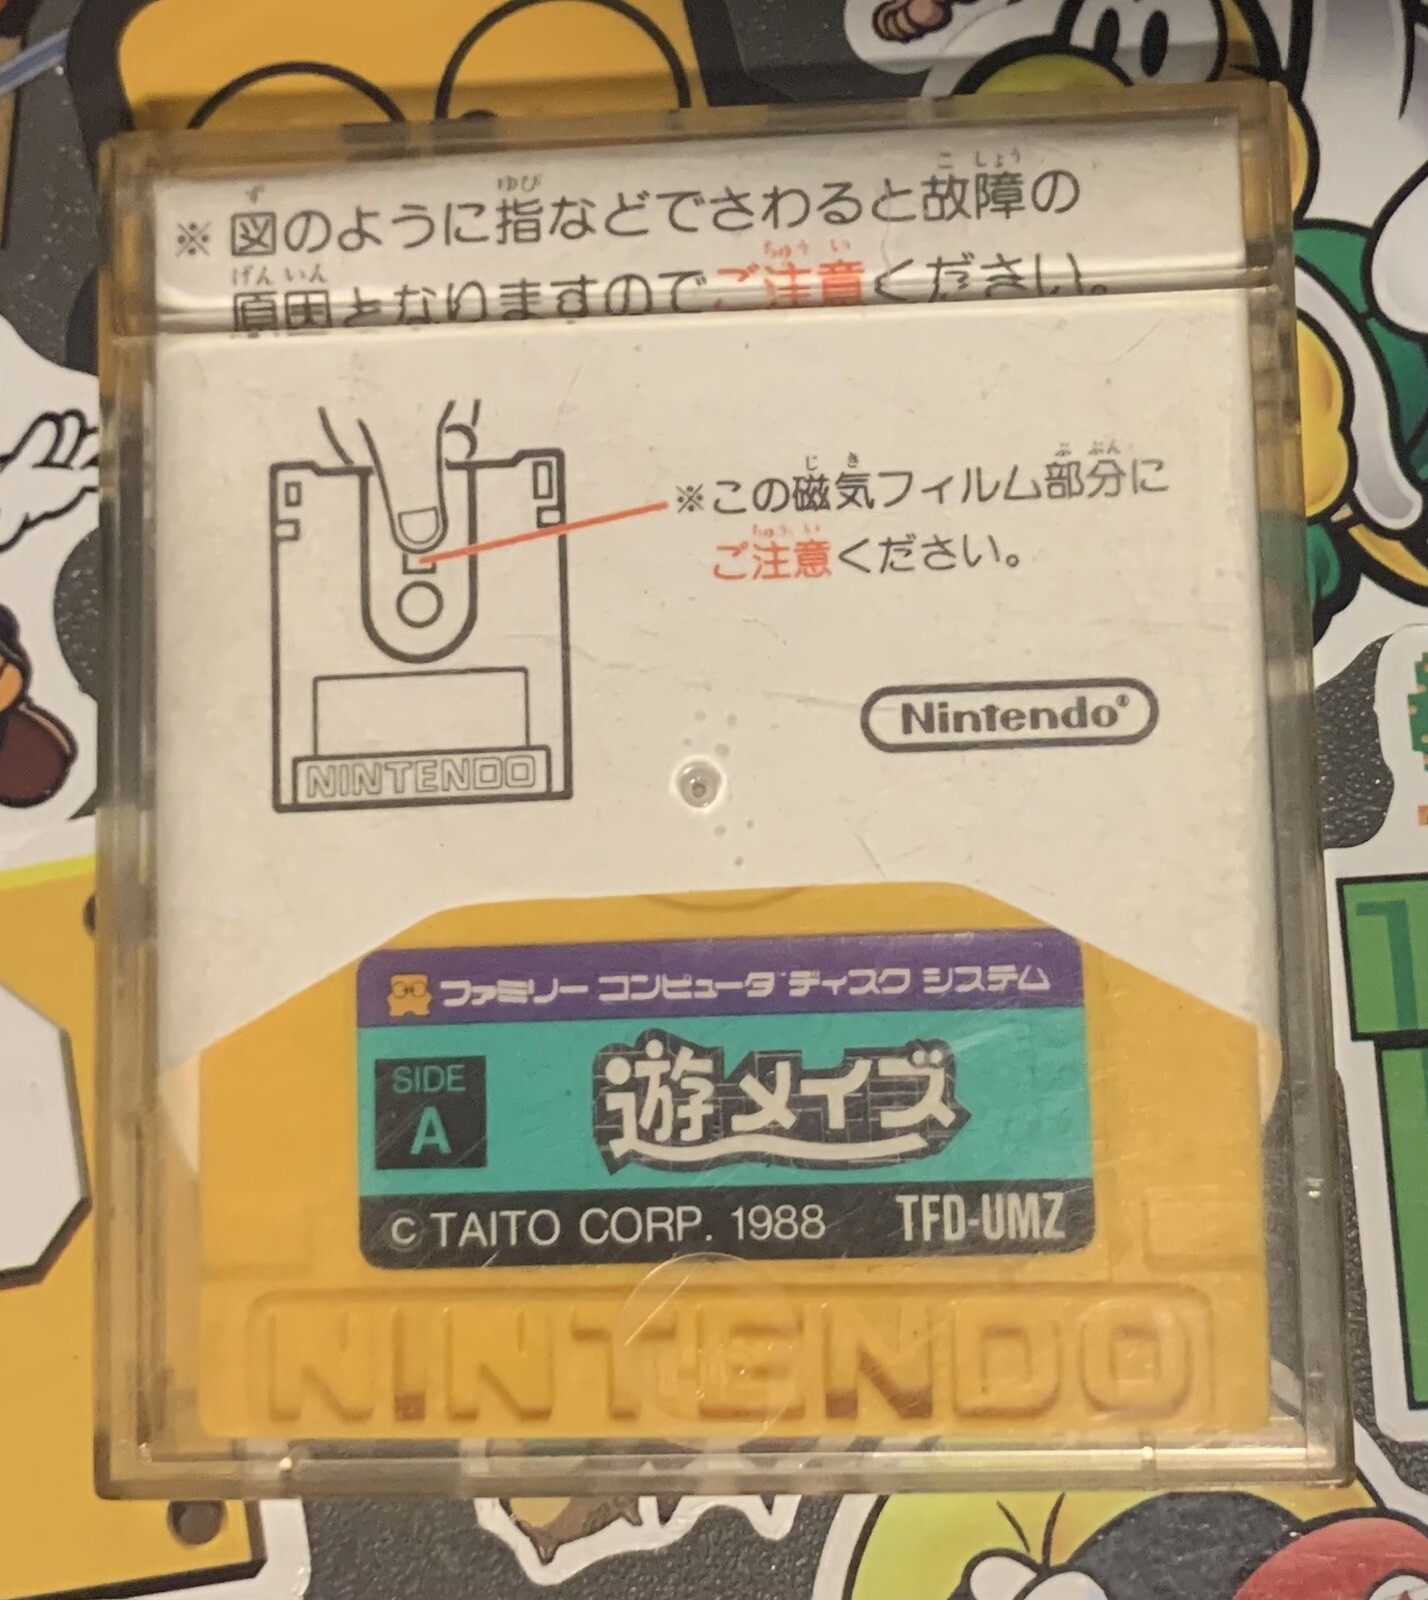 ※図のように指などでさわると故障の
原因となりますのでご注意ください。
※この磁気フィルム部分に
ご注意ください。
NINTENDO
Nintendo®
ファミリー コンピュータ ディスク システム
SIDE
A
遊メイズ
© TAITO CORP. 1988 TFD-UMZ
NINTENDO